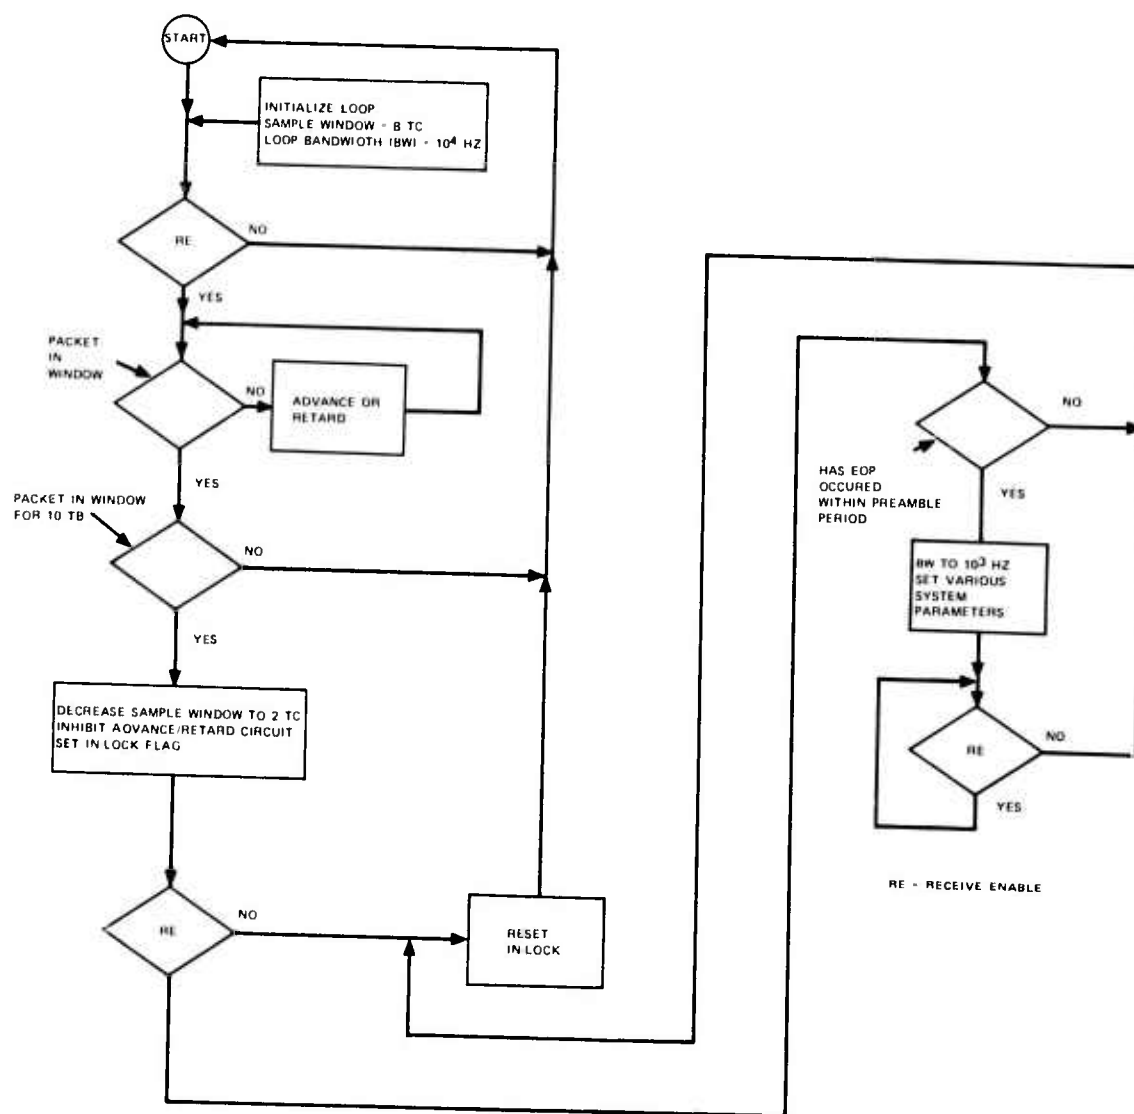 START
INITIALIZE LOOP
SAMPLE WINDOW - 8 TC
LOOP BANDWIOTH (BW) - 10⁴ HZ
RE
NO
YES
PACKET
IN
WINDOW
NO
ADVANCE OR
RETARD
YES
PACKET IN WINDOW
FOR 10 TB
NO
YES
DECREASE SAMPLE WINDOW TO 2 TC
INHIBIT AOVANCE/RETARD CIRCUIT
SET IN-LOCK FLAG
RE
NO
RESET
IN-LOCK
NO
HAS EOP
OCCURED
WITHIN PREAMBLE
PERIOD
YES
BW TO 10³ HZ
SET VARIOUS
SYSTEM
PARAMETERS
RE
NO
YES
RE - RECEIVE ENABLE